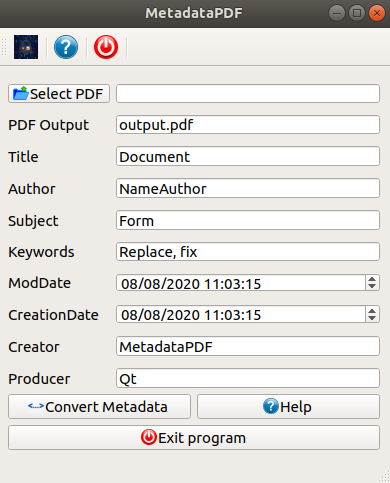 MetadataPDF
Select PDF
PDF Output output.pdf
Title Document
Author NameAuthor
Subject Form
Keywords Replace, fix
ModDate 08/08/2020 11:03:15
CreationDate 08/08/2020 11:03:15
Creator MetadataPDF
Producer Qt
Convert Metadata Help
Exit program